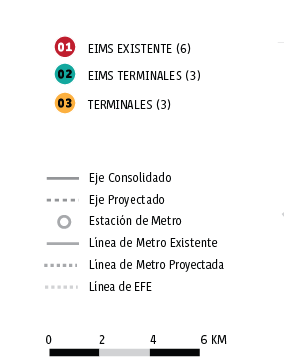 01 EIMS EXISTENTE (6)
02 EIMS TERMINALES (3)
03 TERMINALES (3)
Eje Consolidado
Eje Proyectado
Estación de Metro
Línea de Metro Existente
Línea de Metro Proyectada
Línea de EFE
0 2 4 6 KM